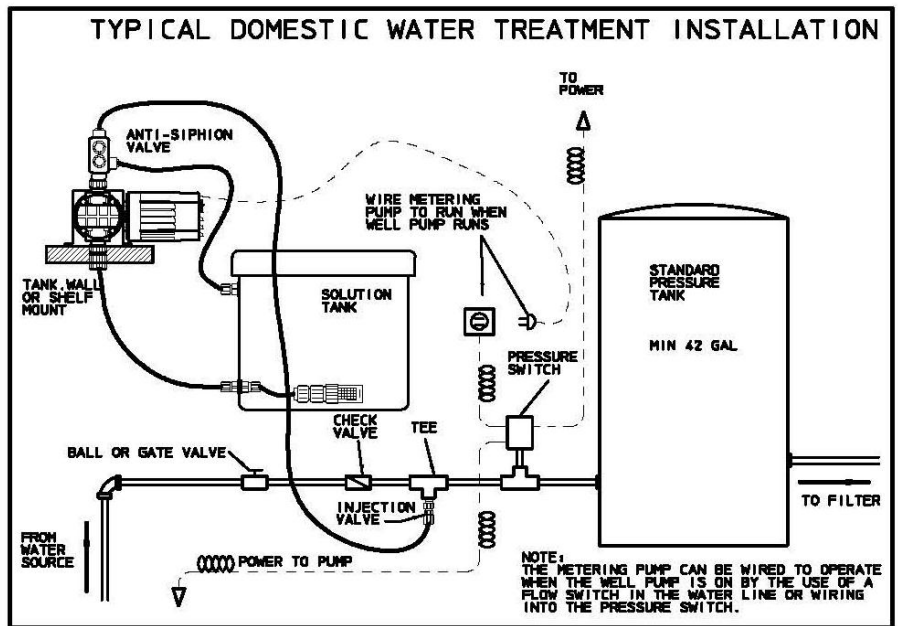 TYPICAL DOMESTIC WATER TREATMENT INSTALLATION
TO
POWER
ANTI-SIPHION
VALVE
WIRE METERING
PUMP TO RUN WHEN
WELL PUMP RUNS
TANK.WALL
OR SHELF
MOUNT
SOLUTION
TANK
STANDARD
PRESSURE
TANK
MIN 42 GAL
PRESSURE
SWITCH
CHECK
VALVE
TEE
BALL OR GATE VALVE
INJECTION
VALVE
TO FILTER
FROM
WATER
SOURCE
POWER TO PUMP
NOTE:
THE METERING PUMP CAN BE WIRED TO OPERATE
WHEN THE WELL PUMP IS ON BY THE USE OF A
FLOW SWITCH IN THE WATER LINE OR WIRING
INTO THE PRESSURE SWITCH.